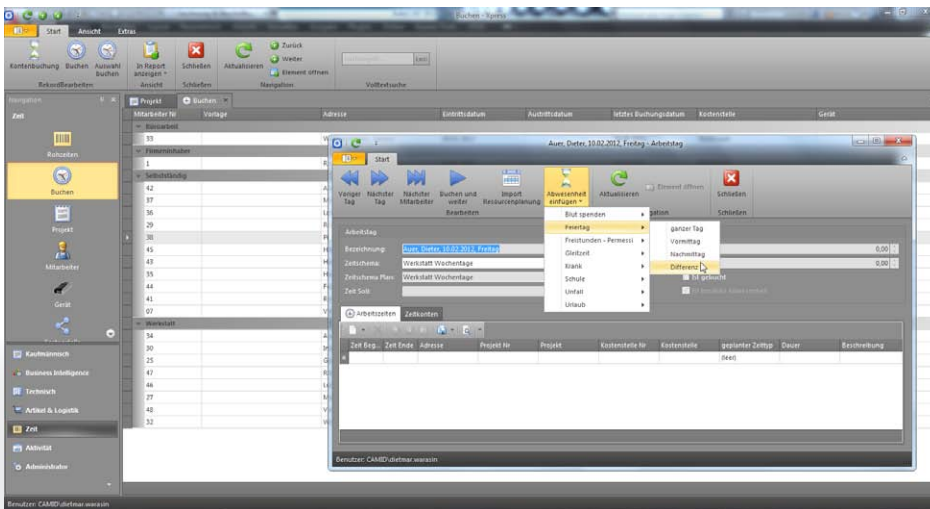 Buchen - Xpress
Start Ansicht Extras
Kontenbuchung Buchen Auswahl buchen
In Report anzeigen
Schließen
Aktualisieren
Zurück
Weiter
Element öffnen
RekordBearbeiten Ansicht Schließen Navigation Volltextsuche
Navigation
Projekt Buchen
Zeit
Mitarbeiter Nr Vorlage Adresse Eintrittsdatum Austrittsdatum letztes Buchungsdatum Kostenstelle Gerät
Büroarbeit
33
Firmeninhaber
1
Selbstständig
42
37
36
29
38
45
43
35
44
41
07
Werkstatt
34
30
25
47
46
27
48
32
Rohzeiten
Buchen
Projekt
Mitarbeiter
Gerät
Kaufmännisch
Business Intelligence
Technisch
Artikel & Logistik
Zeit
Aktivität
Administrator
Benutzer: CAMID\dietmar.warasin
Auer, Dieter, 10.02.2012, Freitag - Arbeitstag
Start
Voriger Tag
Nächster Tag
Nächster Mitarbeiter
Buchen und weiter
Import Ressourcenplanung
Abwesenheit einfügen
Aktualisieren
Element öffnen
Schließen
Bearbeiten
Schließen
Blut spenden
Feiertag
Freistunden - Permessi
Gleitzeit
Krank
Schule
Unfall
Urlaub
ganzer Tag
Vormittag
Nachmittag
Differenz
Arbeitstag
Bezeichnung: Auer, Dieter, 10.02.2012, Freitag 0,00
Zeitschema: Werkstatt Wochentage 0,00
Zeitschema Plan: Werkstatt Wochentage Ist gebucht
Zeit Soll:
Arbeitszeiten Zeitkonten
Zeit Beg... Zeit Ende Adresse Projekt Nr Projekt Kostenstelle Nr Kostenstelle geplanter Zeittyp Dauer Beschreibung
(leer)
Benutzer: CAMID\dietmar.warasin